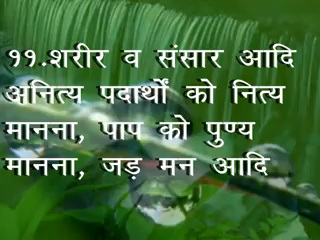 ११.शरीर व संसार आदि
अनित्य पदार्थों को नित्य
मानना, पाप को पुण्य
मानना, जड़ मन आदि